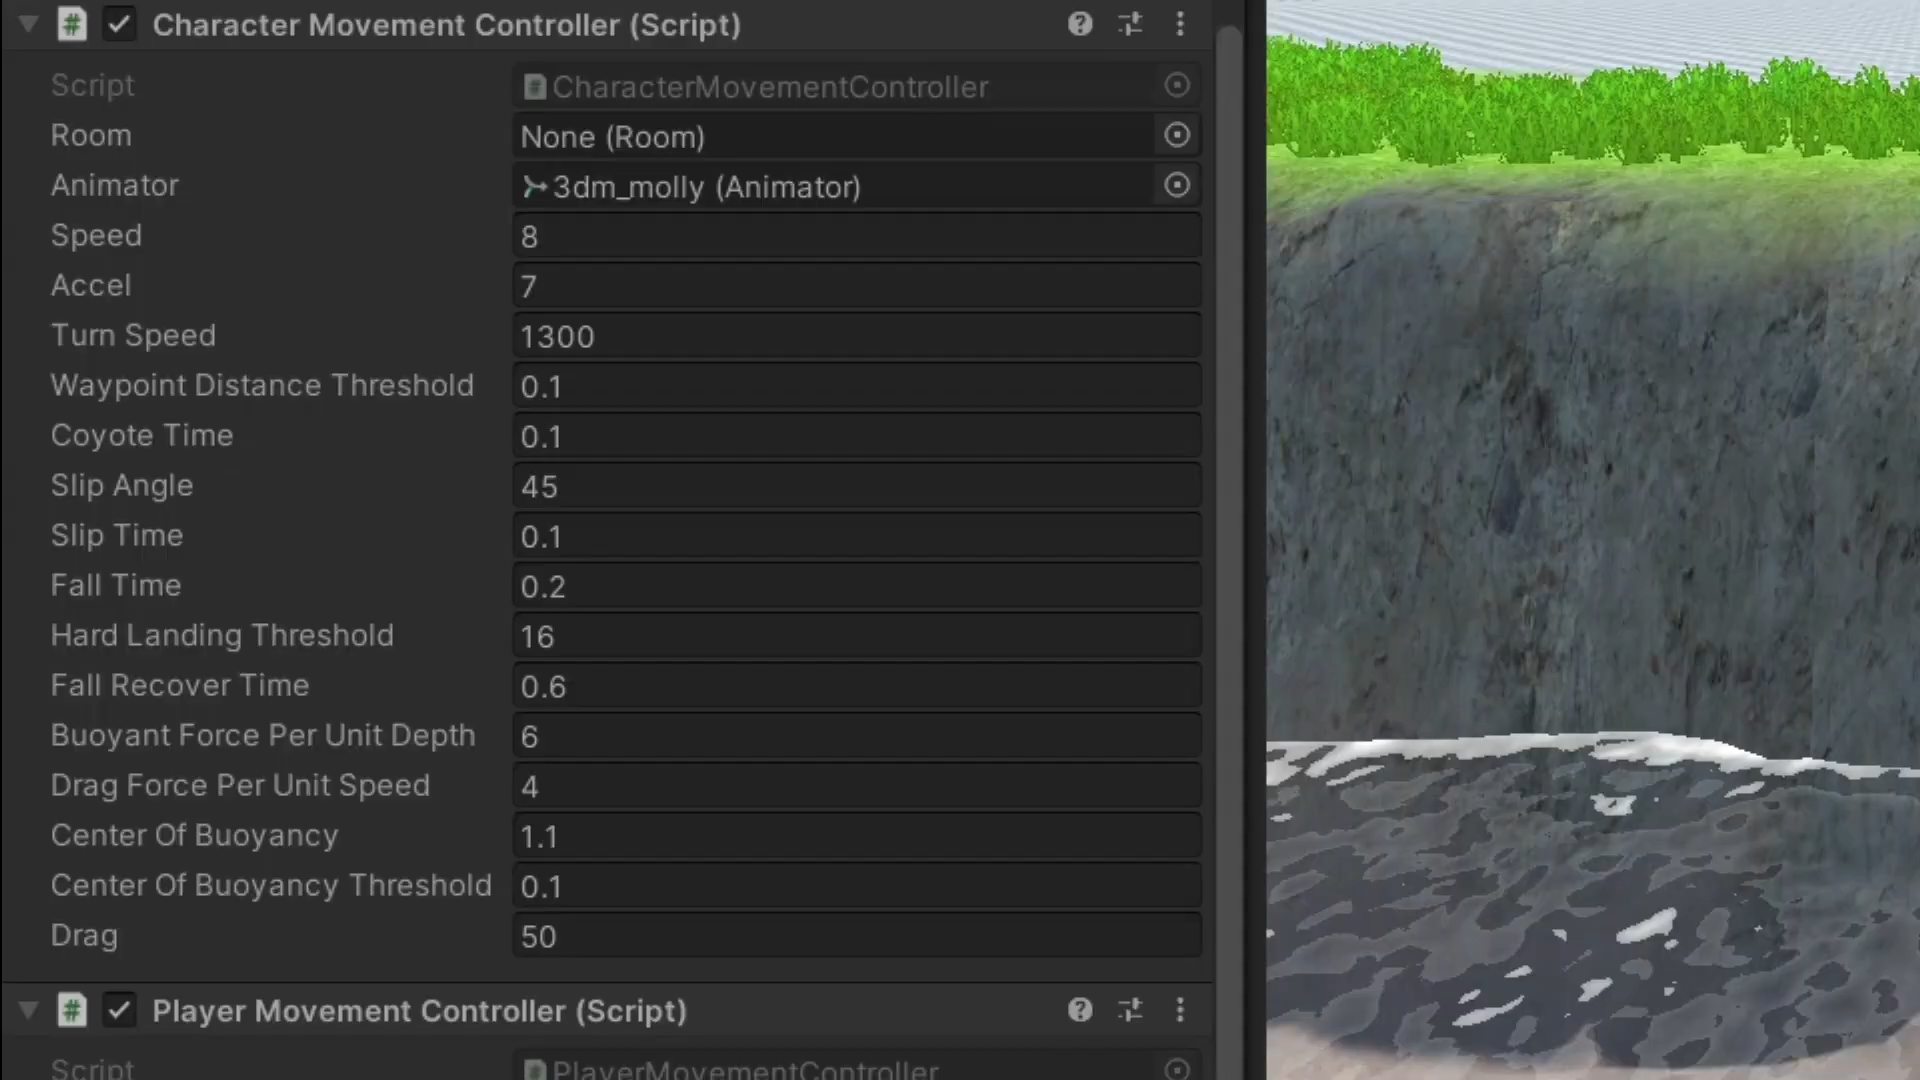 Character Movement Controller (Script)
Script CharacterMovementController
Room None (Room)
Animator 3dm_molly (Animator)
Speed 8
Accel 7
Turn Speed 1300
Waypoint Distance Threshold 0.1
Coyote Time 0.1
Slip Angle 45
Slip Time 0.1
Fall Time 0.2
Hard Landing Threshold 16
Fall Recover Time 0.6
Buoyant Force Per Unit Depth 6
Drag Force Per Unit Speed 4
Center Of Buoyancy 1.1
Center Of Buoyancy Threshold 0.1
Drag 50
Player Movement Controller (Script)
Script PlayerMovementController